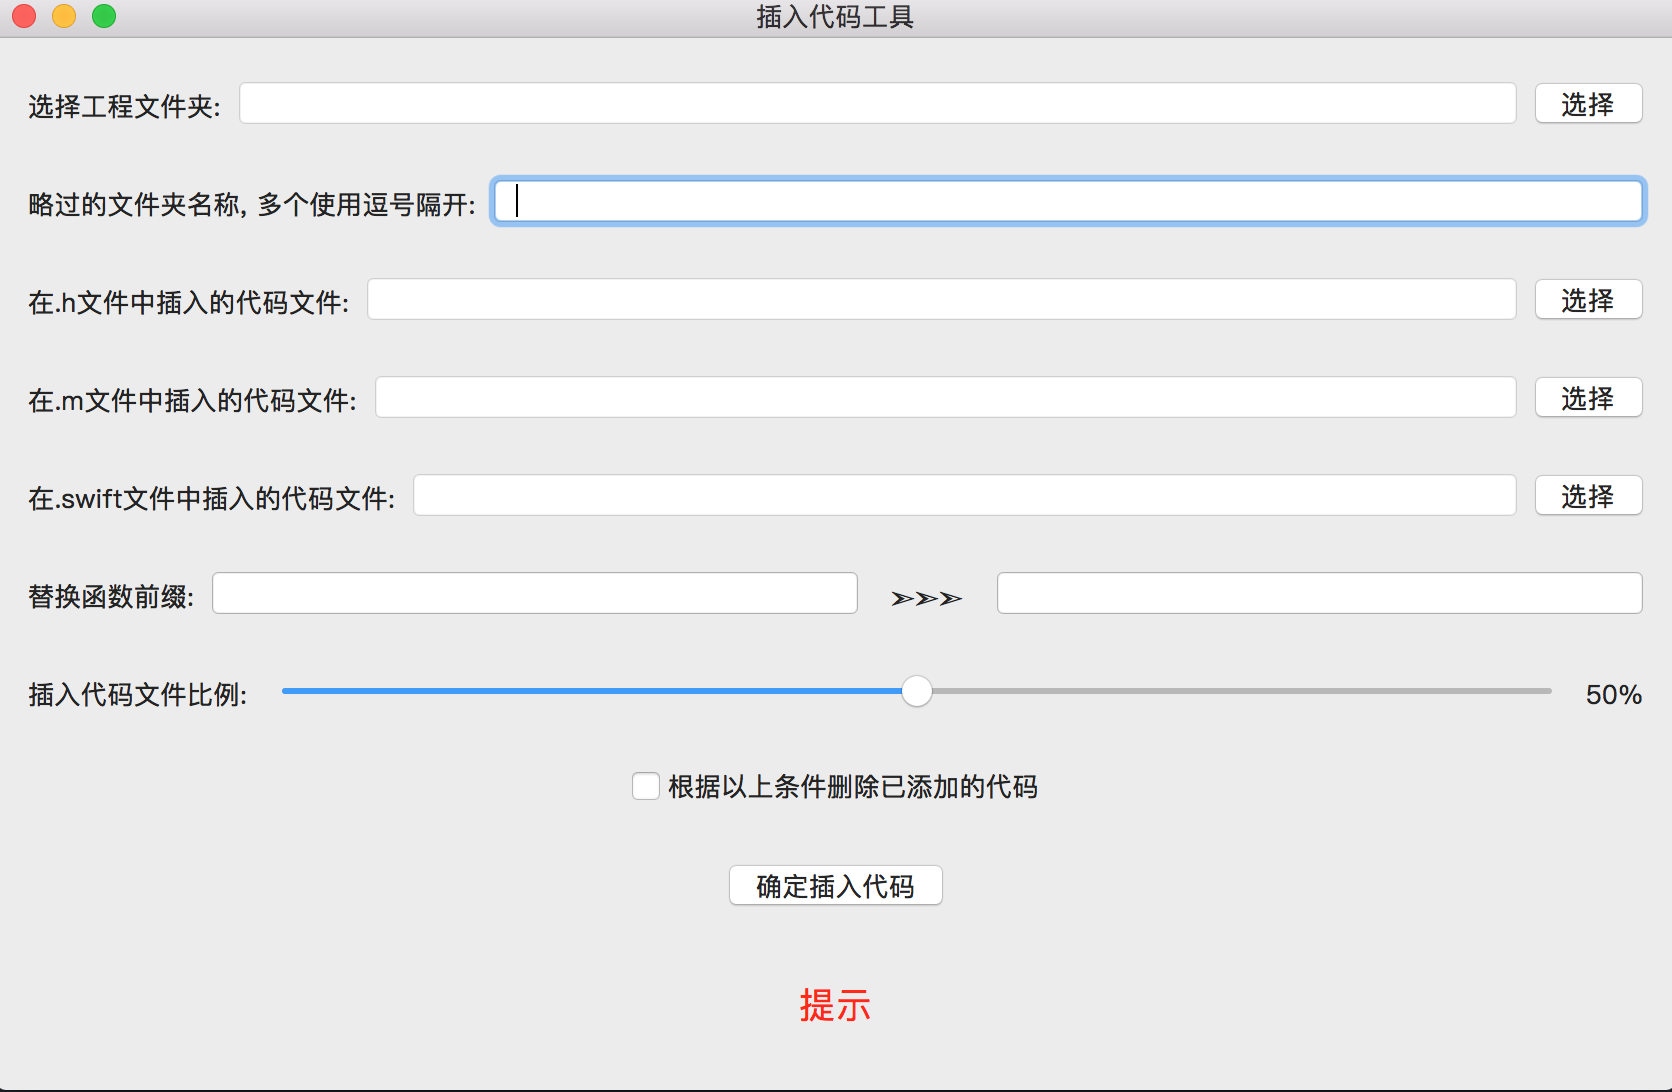 插入代码工具
选择工程文件夹: 选择
略过的文件夹名称, 多个使用逗号隔开:
在.h文件中插入的代码文件: 选择
在.m文件中插入的代码文件: 选择
在.swift文件中插入的代码文件: 选择
替换函数前缀: ➢➢➢
插入代码文件比例: 50%
根据以上条件删除已添加的代码
确定插入代码
提示